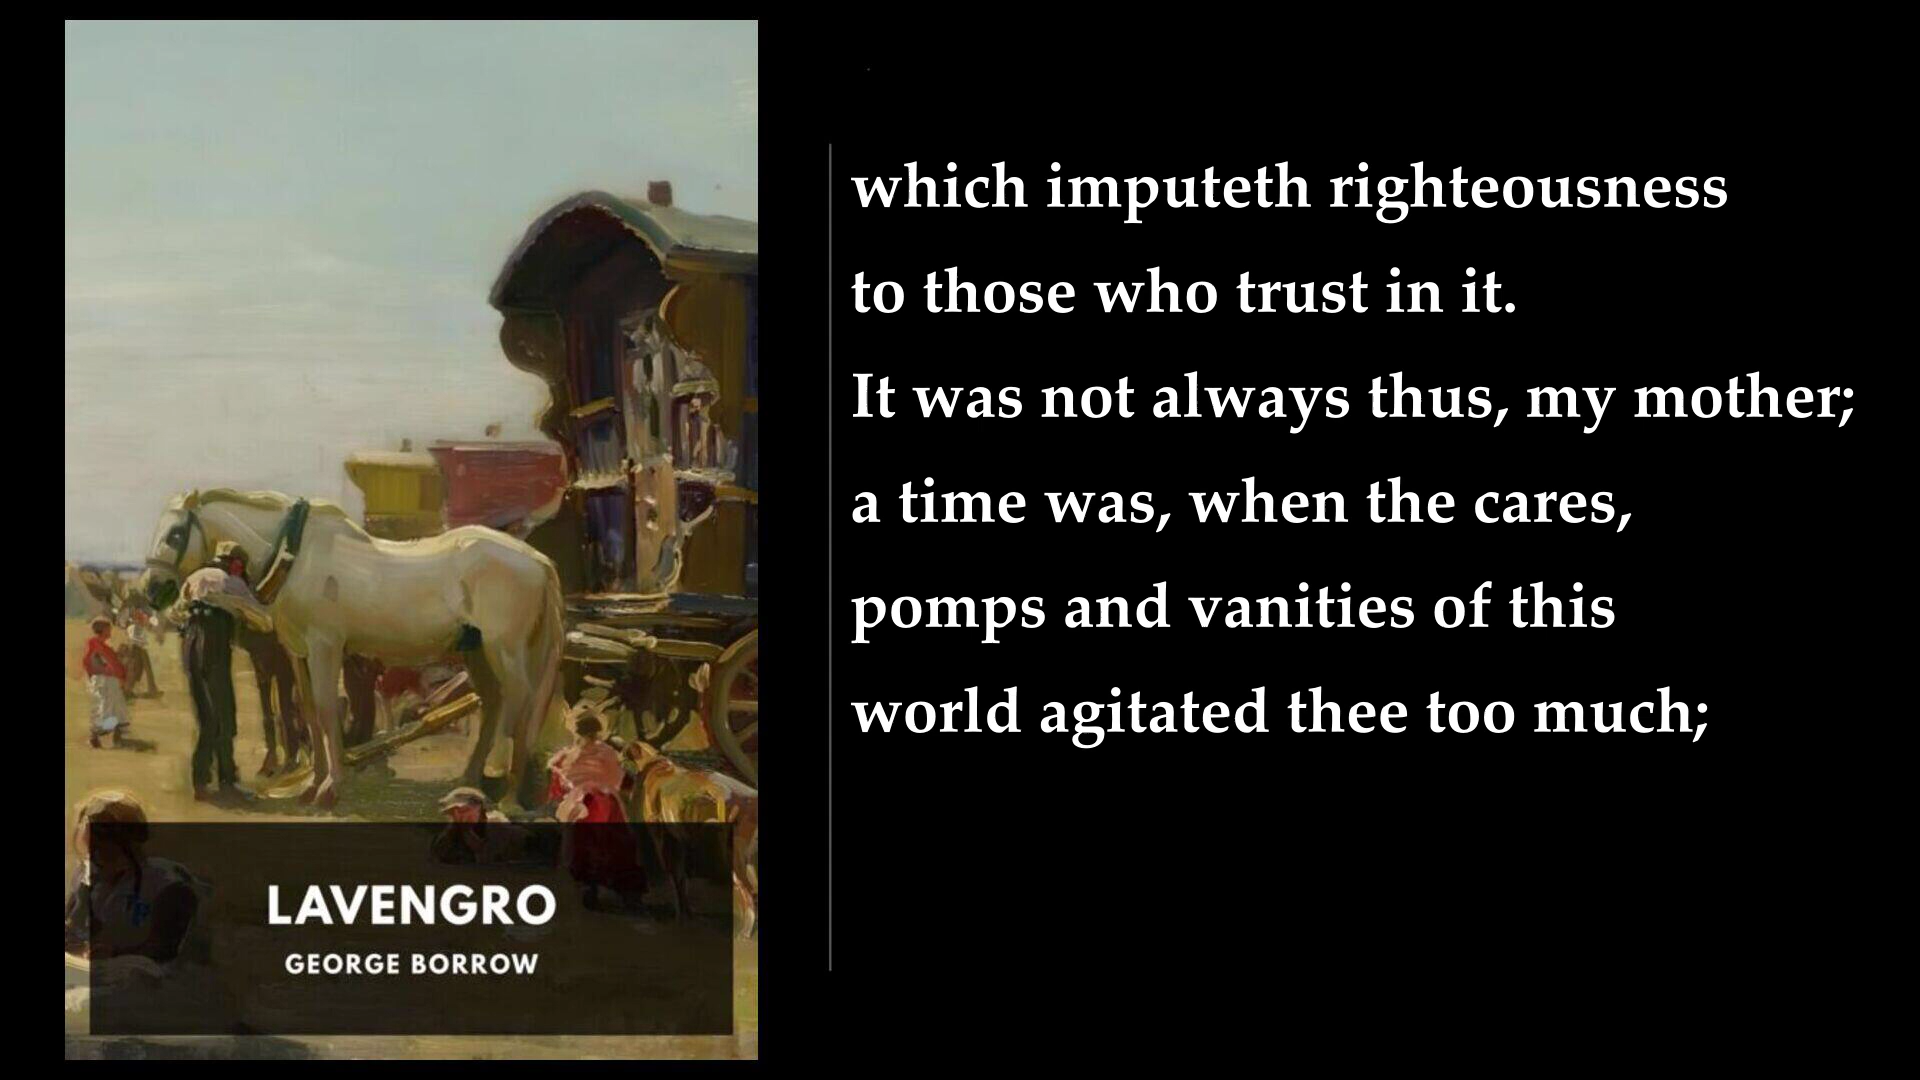 LAVENGRO
GEORGE BORROW
which imputeth righteousness
to those who trust in it.
It was not always thus, my mother;
a time was, when the cares,
pomps and vanities of this
world agitated thee too much;